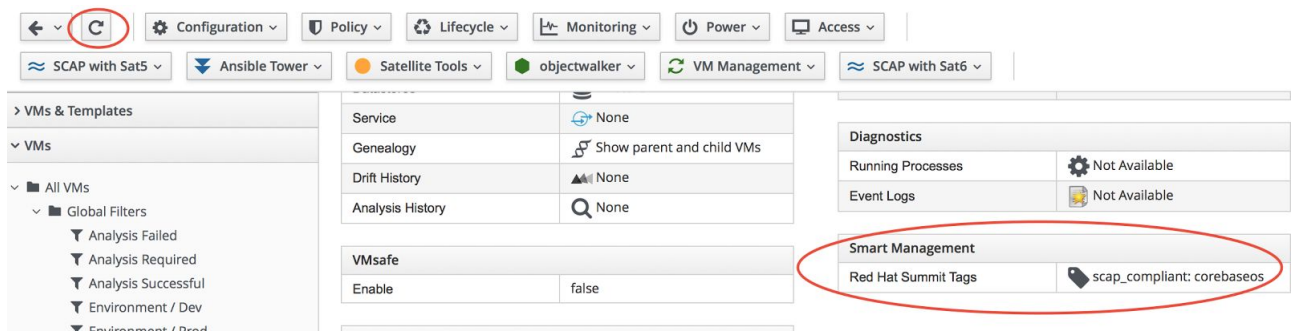 Configuration Policy Lifecycle Monitoring Power Access
SCAP with Sat5 Ansible Tower Satellite Tools objectwalker VM Management SCAP with Sat6
VMs & Templates
VMs
All VMs
Global Filters
Analysis Failed
Analysis Required
Analysis Successful
Environment / Dev
Environment / Prod
Service None
Genealogy Show parent and child VMs
Drift History None
Analysis History None
VMsafe
Enable false
Diagnostics
Running Processes Not Available
Event Logs Not Available
Smart Management
Red Hat Summit Tags scap_compliant: corebaseos